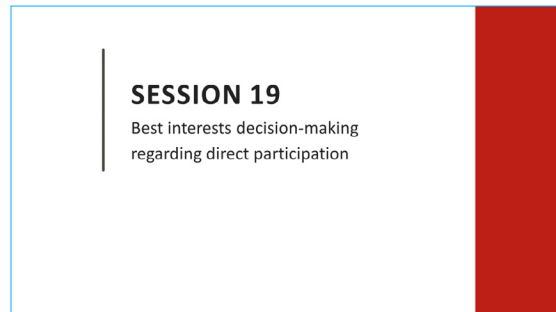 SESSION 19
Best interests decision-making
regarding direct participation